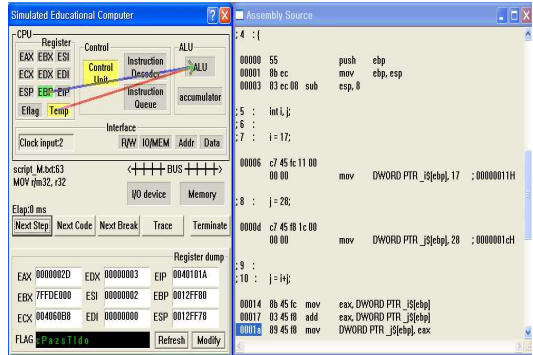 Simulated Educational Computer
CPU
Register
Control
ALU
EAX EBX ESI
ECX EDX EDI
ESP EBP EIP
Eflag Temp
Control Unit
Instruction Decoder
Instruction Queue
ALU
accumulator
Interface
Clock input:2
R/W IO/MEM Addr Data
script_M.txt:63
MOV r/m32, r32
BUS
I/O device Memory
Elap:0 ms
Next Step Next Code Next Break Trace Terminate
Register dump
EAX 0000002D EDX 00000003 EIP 0040101A
EBX 7FFDE000 ESI 00000002 EBP 0012FF80
ECX 004060B8 EDI 00000000 ESP 0012FF78
FLAG cPazsTIdo Refresh Modify
Assembly Source
; 4 : {
00000 55 push ebp
00001 8b ec mov ebp, esp
00003 83 ec 08 sub esp, 8
; 5 : int i, j;
; 6 :
; 7 : i = 17;
00006 c7 45 fc 11 00
00 00 mov DWORD PTR _i$[ebp], 17 ; 00000011H
; 8 : j = 28;
0000d c7 45 f8 1c 00
00 00 mov DWORD PTR _j$[ebp], 28 ; 0000001cH
; 9 :
; 10 : j = i+j;
00014 8b 45 fc mov eax, DWORD PTR _i$[ebp]
00017 03 45 f8 add eax, DWORD PTR _j$[ebp]
0001a 89 45 f8 mov DWORD PTR _j$[ebp], eax